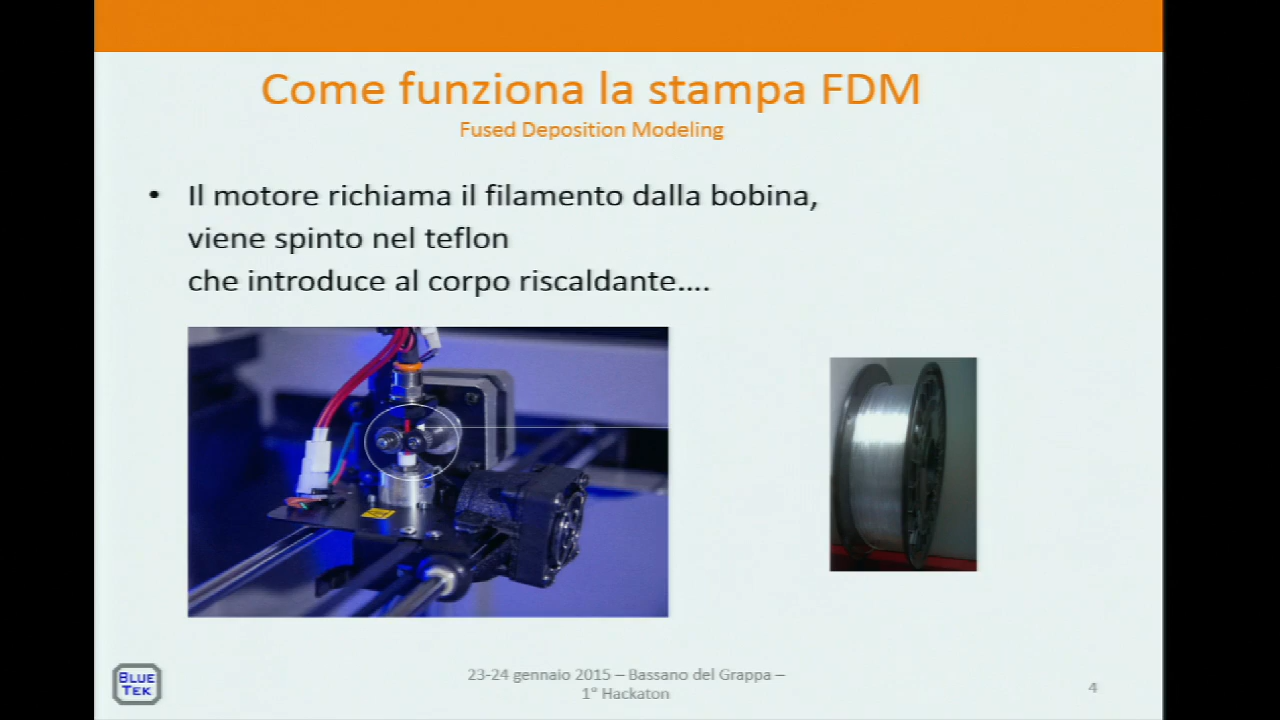 Come funziona la stampa FDM
Fused Deposition Modeling
• Il motore richiama il filamento dalla bobina,
viene spinto nel teflon
che introduce al corpo riscaldante....
BLUE
TEK
23-24 gennaio 2015 – Bassano del Grappa –
1° Hackaton
4